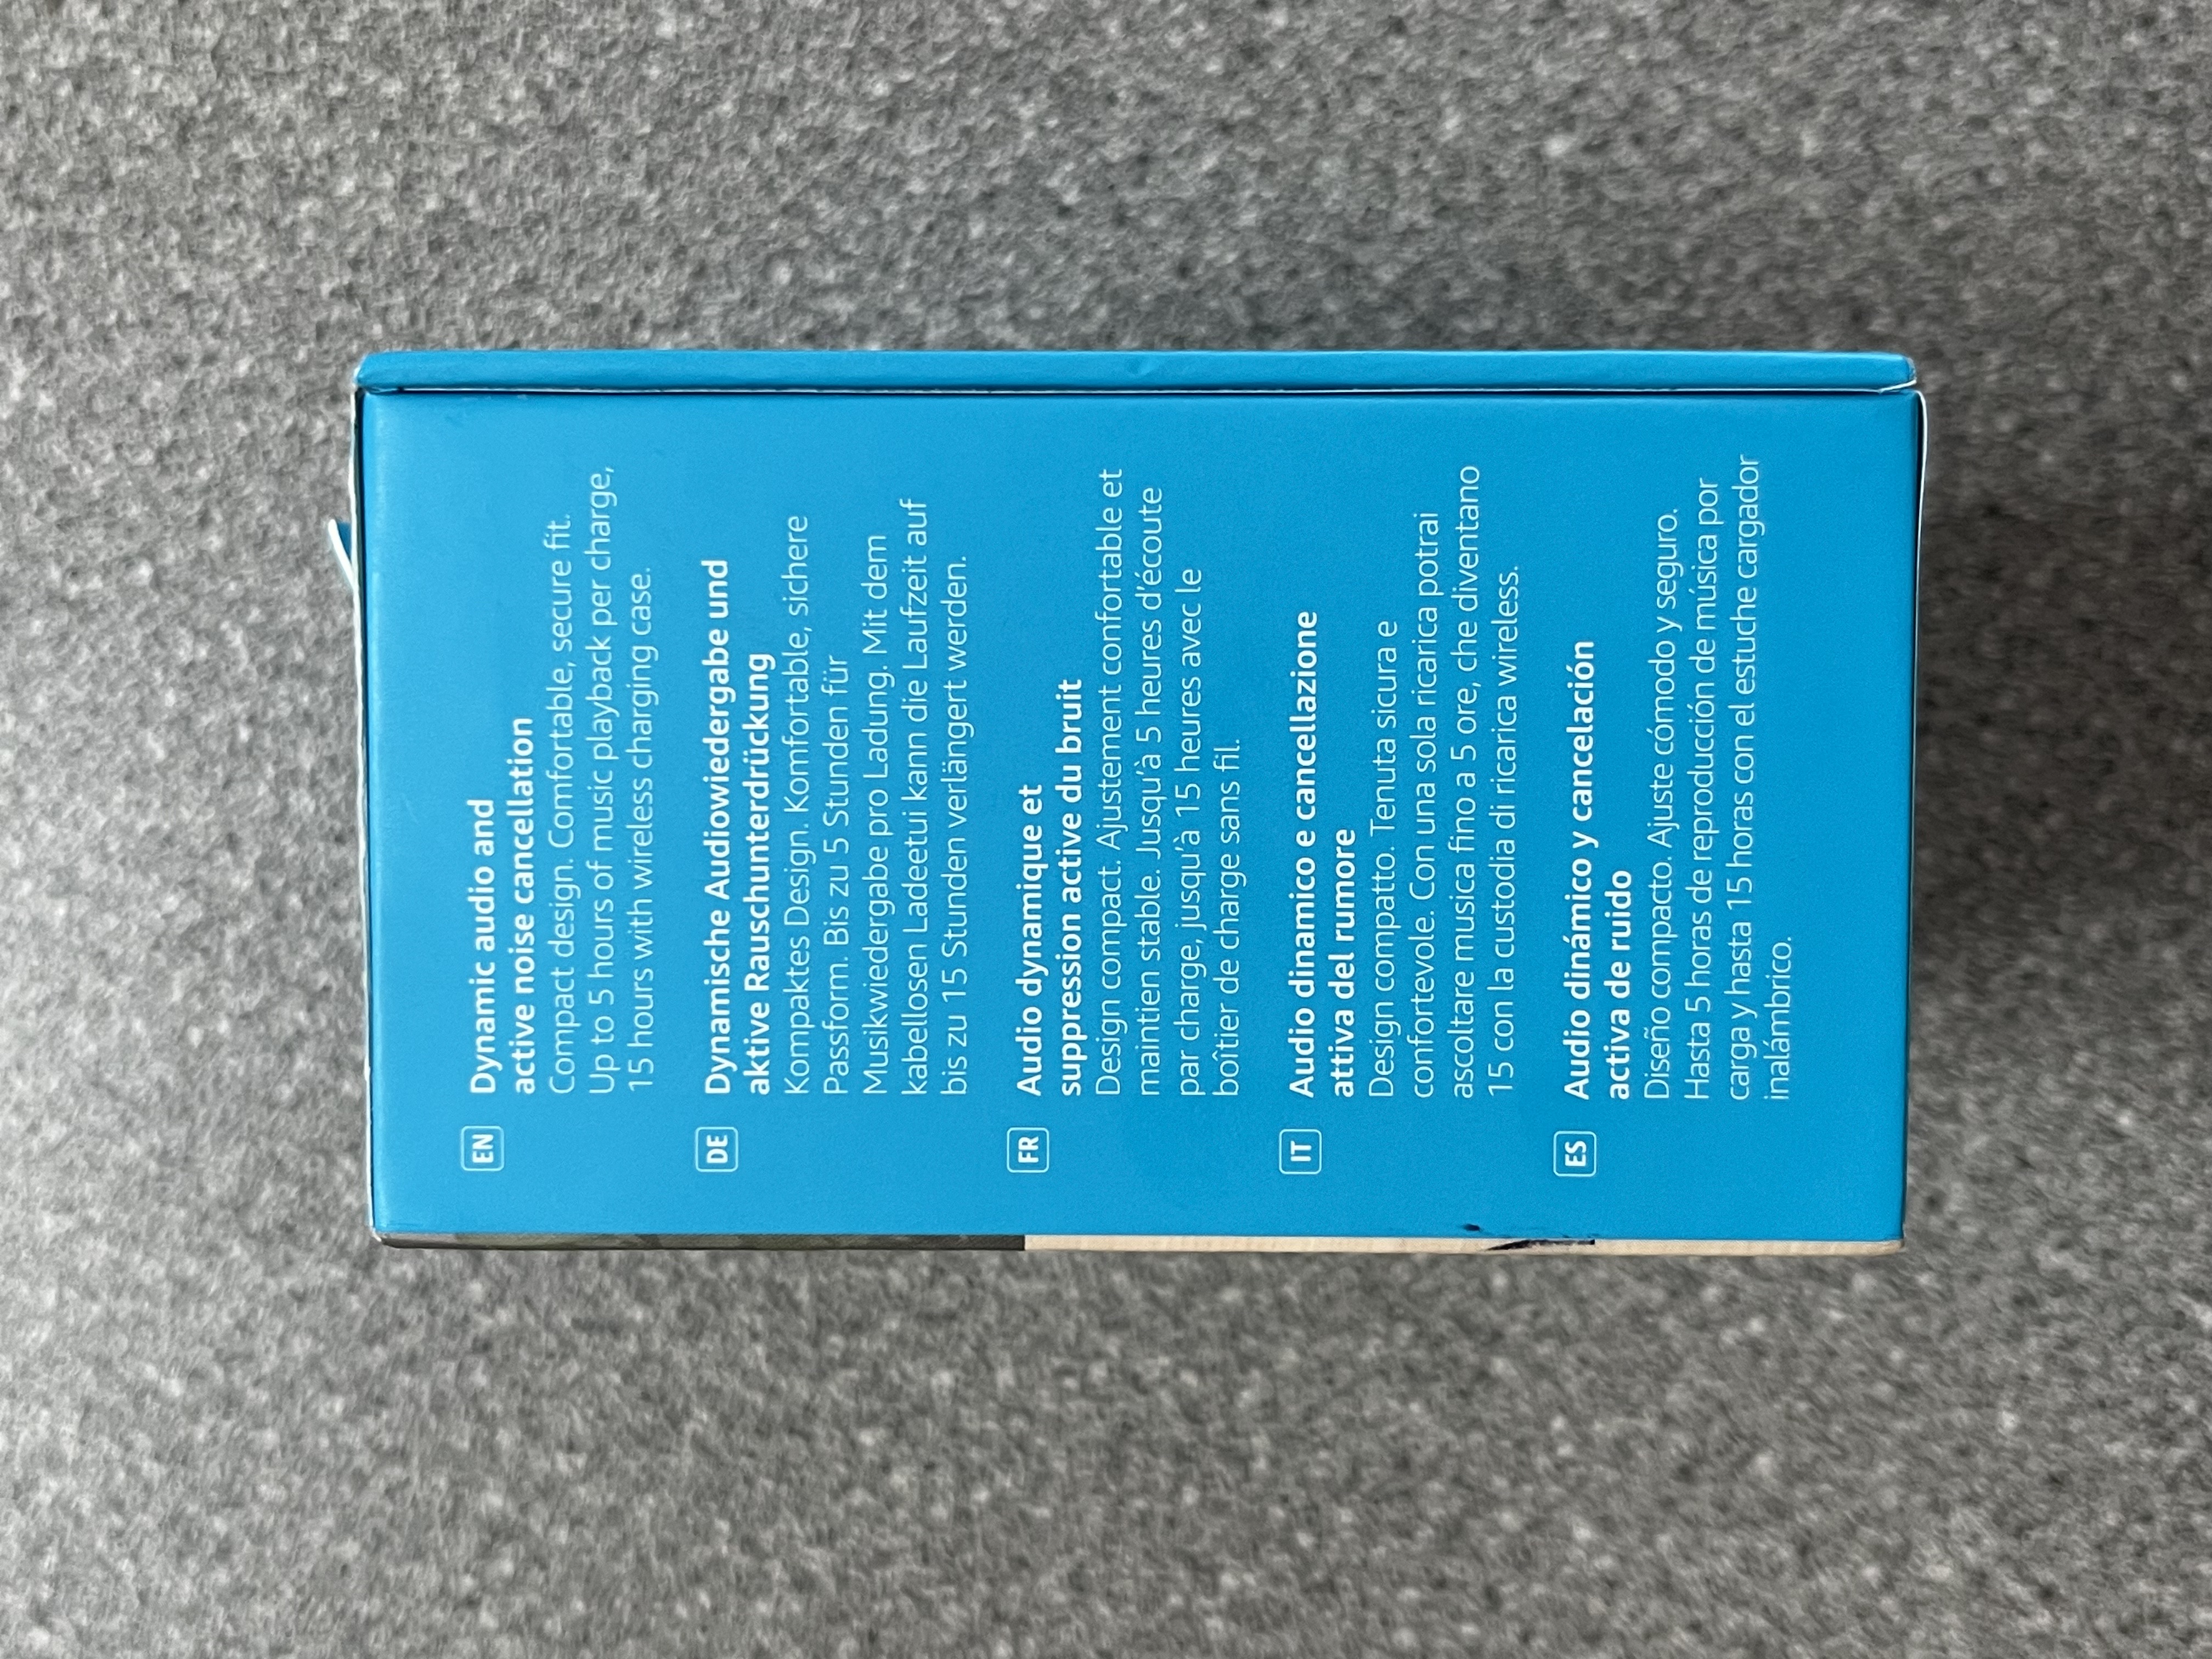 EN
Dynamic audio and
active noise cancellation
Compact design. Comfortable, secure fit.
Up to 5 hours of music playback per charge,
15 hours with wireless charging case.
DE
Dynamische Audiowiedergabe und
aktive Rauschunterdrückung
Kompaktes Design. Komfortable, sichere
Passform. Bis zu 5 Stunden für
Musikwiedergabe pro Ladung. Mit dem
kabellosen Ladeetui kann die Laufzeit auf
bis zu 15 Stunden verlängert werden.
FR
Audio dynamique et
suppression active du bruit
Design compact. Ajustement confortable et
maintien stable. Jusqu'à 5 heures d'écoute
par charge, jusqu'à 15 heures avec le
boîtier de charge sans fil.
IT
Audio dinamico e cancellazione
attiva del rumore
Design compatto. Tenuta sicura e
confortevole. Con una sola ricarica potrai
ascoltare musica fino a 5 ore, che diventano
15 con la custodia di ricarica wireless.
ES
Audio dinámico y cancelación
activa de ruido
Diseño compacto. Ajuste cómodo y seguro.
Hasta 5 horas de reproducción de música por
carga y hasta 15 horas con el estuche cargador
inalámbrico.